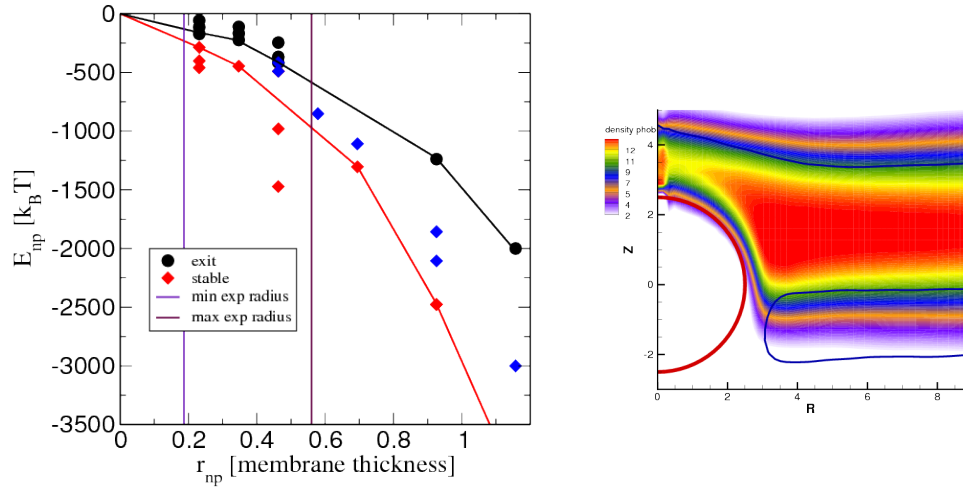 0
-500
-1000
-1500
-2000
-2500
-3000
-3500
E_np [k_BT]
exit
stable
min exp radius
max exp radius
0 0.2 0.4 0.6 0.8 1
r_np [membrane thickness]
density phob
12
11
9
7
5
4
2
4
2
0
-2
Z
0 2 4 6 8
R